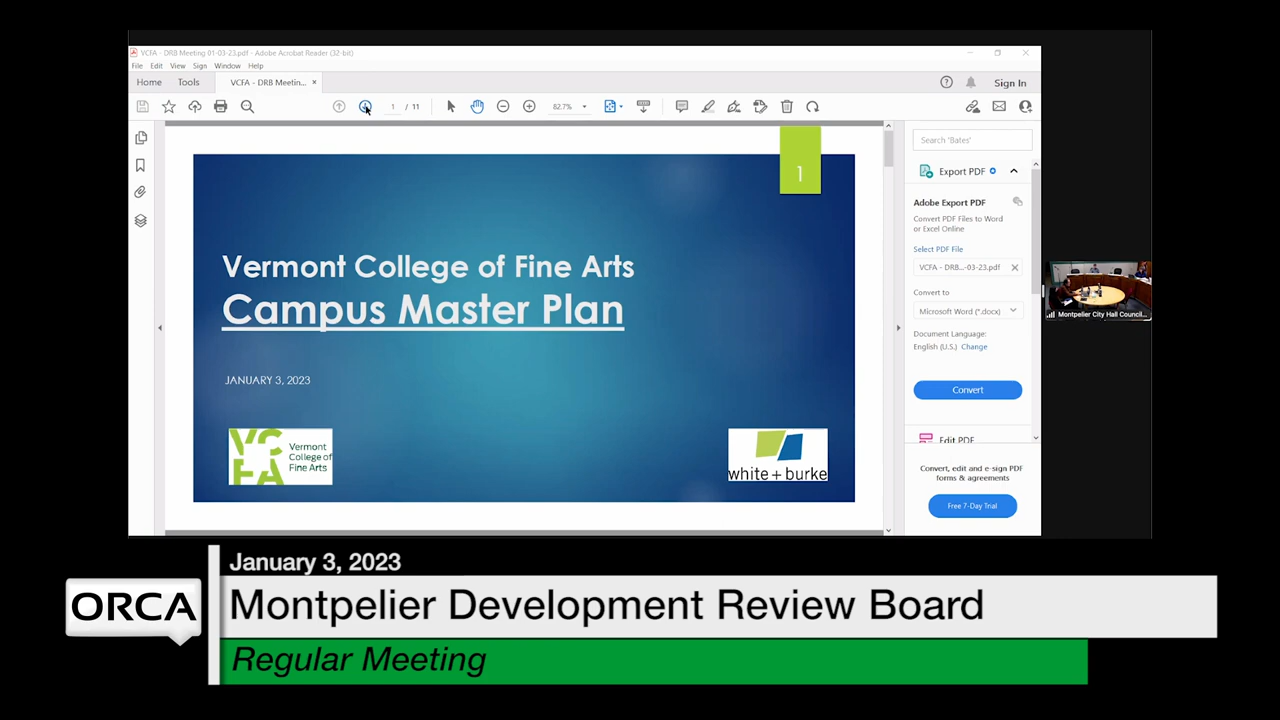 VCFA - DRB Meeting 01-03-23.pdf - Adobe Acrobat Reader (32-bit)
File Edit View Sign Window Help
Home Tools VCFA - DRB Meetin... × Sign In
1 / 11 82.7%
Search 'Bates'
1
Export PDF
Adobe Export PDF
Convert PDF Files to Word
or Excel Online
Select PDF File
VCFA - DRB...-03-23.pdf
Convert to
Microsoft Word (*.docx)
Document Language:
English (U.S.) Change
Convert
Edit PDF
Convert, edit and e-sign PDF
forms & agreements
Free 7-Day Trial
Vermont College of Fine Arts
Campus Master Plan
JANUARY 3, 2023
VCFA
Vermont
College of
Fine Arts
white + burke
Montpelier City Hall Council...
January 3, 2023
ORCA
Montpelier Development Review Board
Regular Meeting